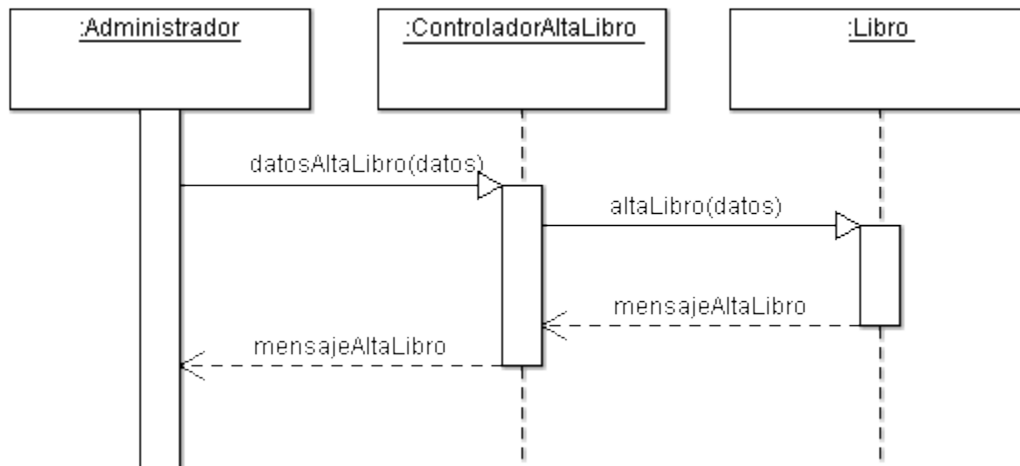 :Administrador
:ControladorAltaLibro
:Libro
datosAltaLibro(datos)
altaLibro(datos)
mensajeAltaLibro
mensajeAltaLibro